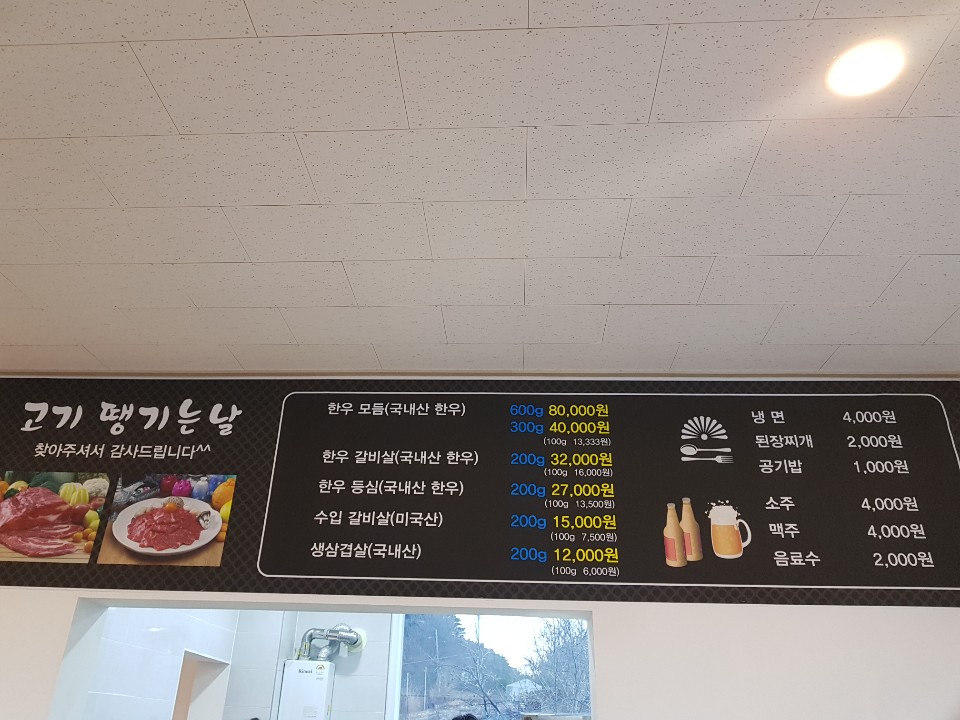 고기 땡기는날
찾아주셔서 감사드립니다^^
한우 모듬(국내산 한우) 600g 80,000원
300g 40,000원
(100g 13,333원)
한우 갈비살(국내산 한우) 200g 32,000원
(100g 16,000원)
한우 등심(국내산 한우) 200g 27,000원
(100g 13,500원)
수입 갈비살(미국산) 200g 15,000원
(100g 7,500원)
생삼겹살(국내산) 200g 12,000원
(100g 6,000원)
냉 면 4,000원
된장찌개 2,000원
공기밥 1,000원
소주 4,000원
맥주 4,000원
음료수 2,000원
Rinnai